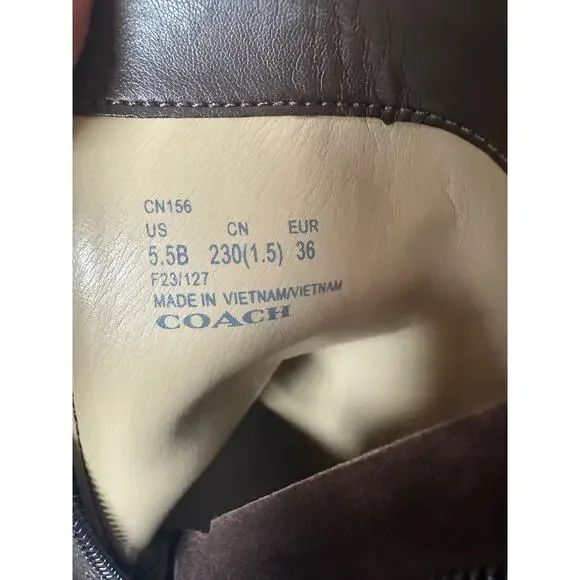 CN156
US CN EUR
5.5B 230(1.5) 36
F23/127
MADE IN VIETNAM/VIETNAM
COACH